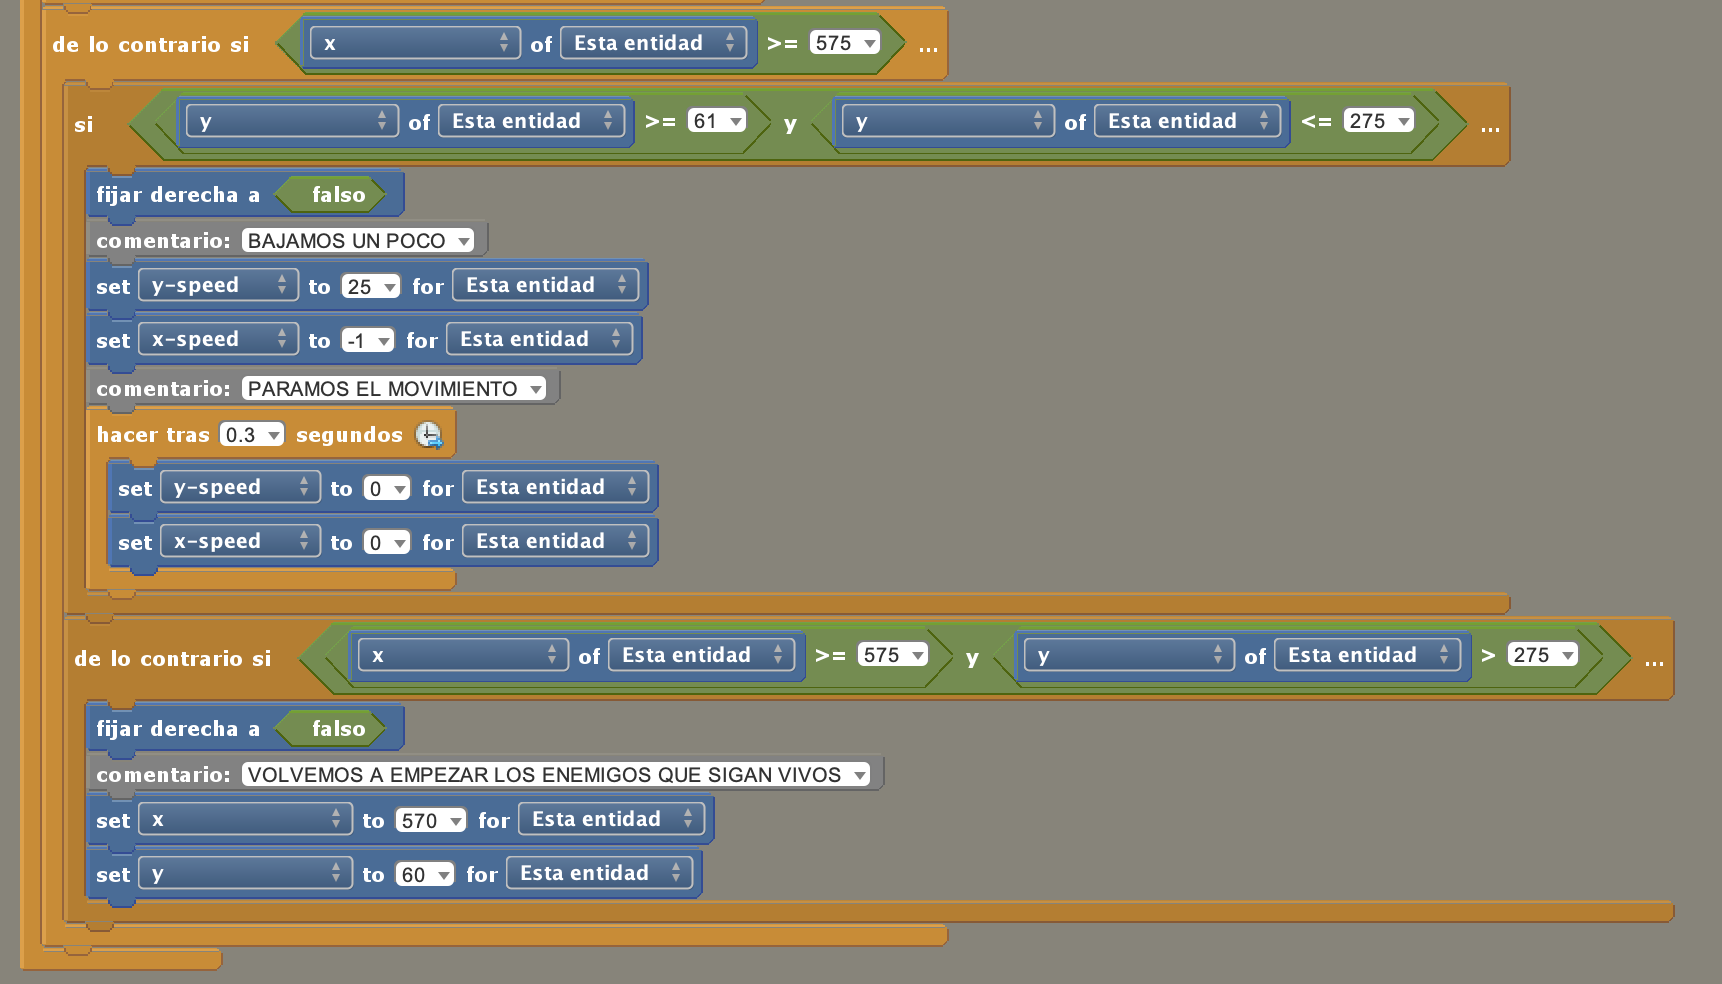 de lo contrario si x of Esta entidad >= 575 ...
si y of Esta entidad >= 61 y y of Esta entidad <= 275 ...
fijar derecha a falso
comentario: BAJAMOS UN POCO
set y-speed to 25 for Esta entidad
set x-speed to -1 for Esta entidad
comentario: PARAMOS EL MOVIMIENTO
hacer tras 0.3 segundos
set y-speed to 0 for Esta entidad
set x-speed to 0 for Esta entidad
de lo contrario si x of Esta entidad >= 575 y y of Esta entidad > 275 ...
fijar derecha a falso
comentario: VOLVEMOS A EMPEZAR LOS ENEMIGOS QUE SIGAN VIVOS
set x to 570 for Esta entidad
set y to 60 for Esta entidad